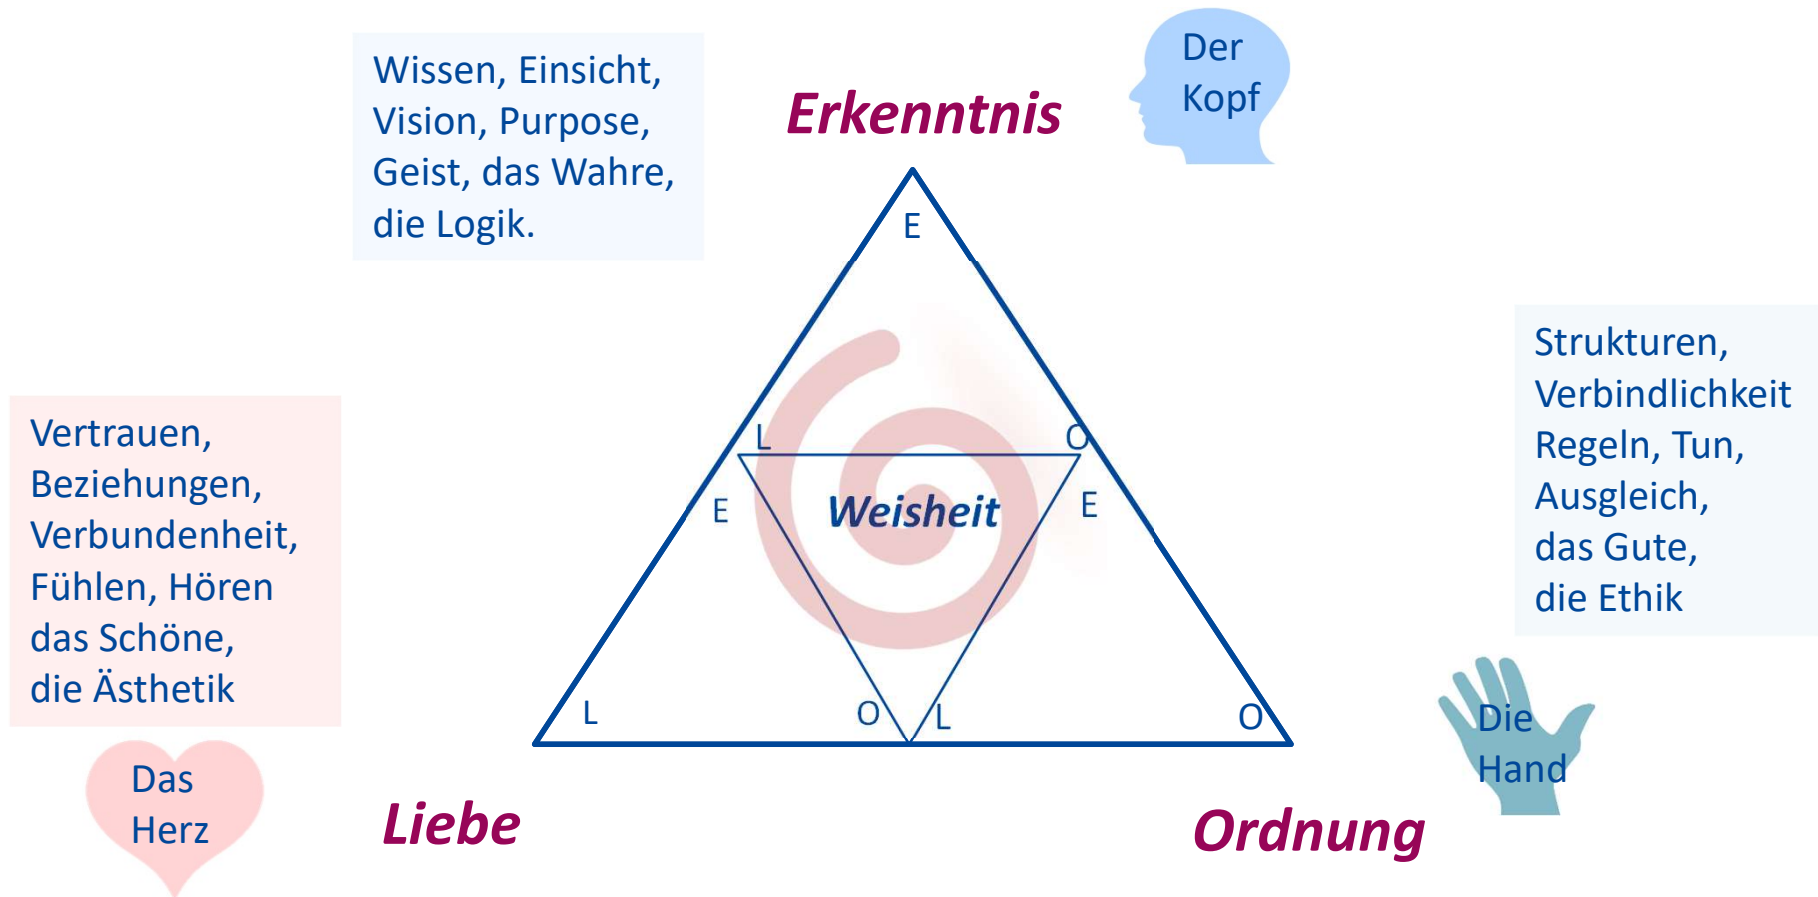 Der
Kopf
Wissen, Einsicht,
Vision, Purpose,
Geist, das Wahre,
die Logik.
Erkenntnis
E
Strukturen,
Verbindlichkeit
Regeln, Tun,
Ausgleich,
das Gute,
die Ethik
Vertrauen,
Beziehungen,
Verbundenheit,
Fühlen, Hören
das Schöne,
die Ästhetik
L
O
E
Weisheit
E
L
O
L
O
Die
Hand
Das
Herz
Liebe
Ordnung